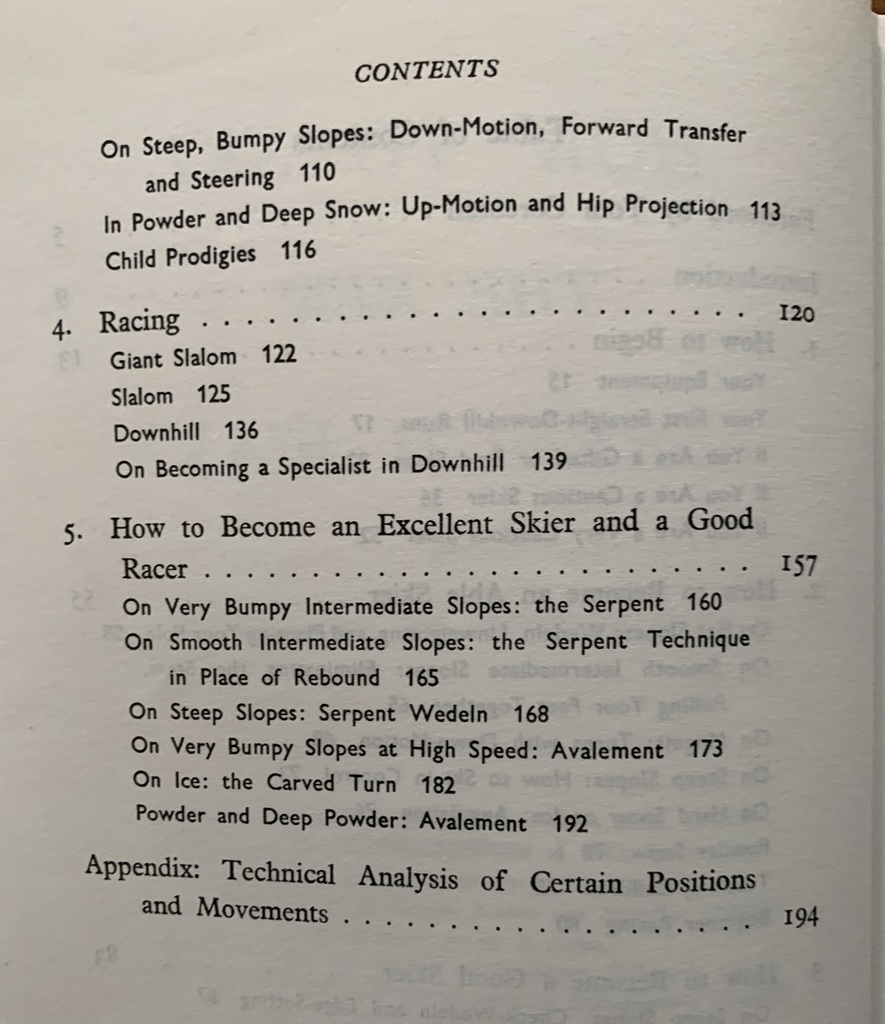 CONTENTS
On Steep, Bumpy Slopes: Down-Motion, Forward Transfer
and Steering 110
In Powder and Deep Snow: Up-Motion and Hip Projection 113
Child Prodigies 116
4. Racing . . . . . . . . . . . . . . . . . . . . 120
Giant Slalom 122
Slalom 125
Downhill 136
On Becoming a Specialist in Downhill 139
5. How to Become an Excellent Skier and a Good
Racer . . . . . . . . . . . . . . . . . . . . . 157
On Very Bumpy Intermediate Slopes: the Serpent 160
On Smooth Intermediate Slopes: the Serpent Technique
in Place of Rebound 165
On Steep Slopes: Serpent Wedeln 168
On Very Bumpy Slopes at High Speed: Avalement 173
On Ice: the Carved Turn 182
Powder and Deep Powder: Avalement 192
Appendix: Technical Analysis of Certain Positions
and Movements . . . . . . . . . . . . . . . . 194